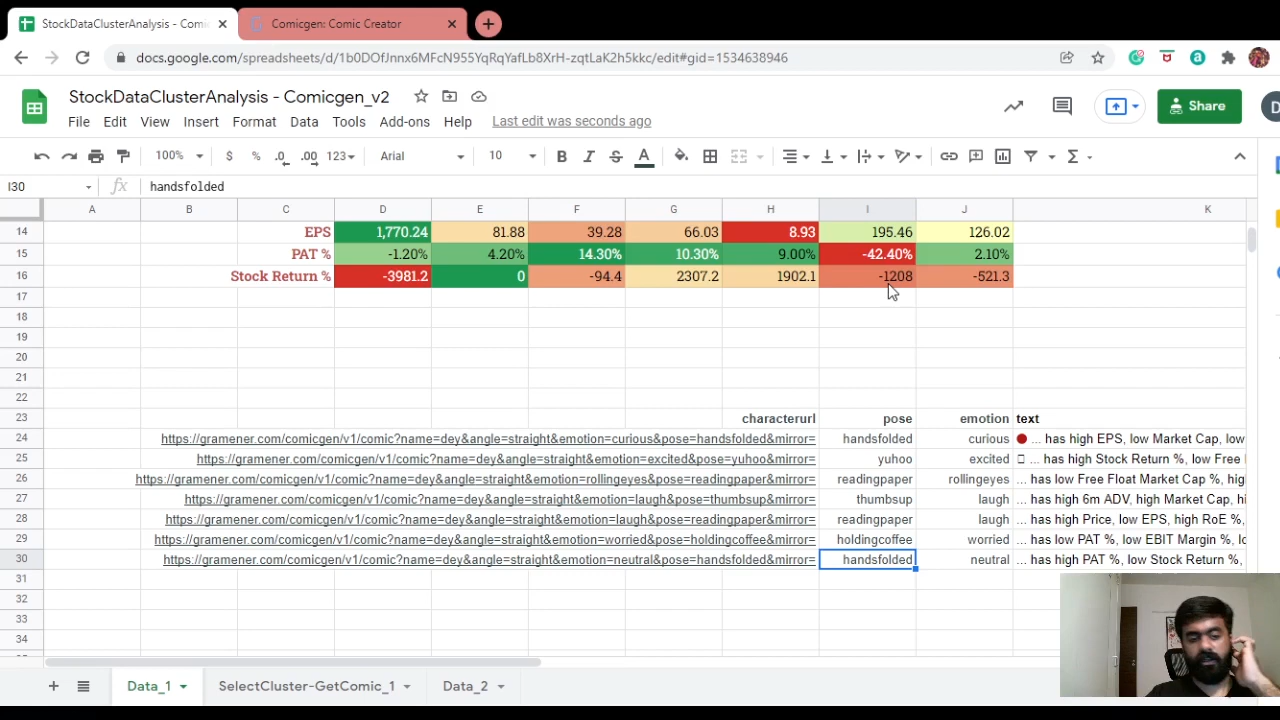 StockDataClusterAnalysis - Comic
Comicgen: Comic Creator
docs.google.com/spreadsheets/d/1b0DOfJnnx6MFcN955YqRqYafLb8XrH-zqtLaK2h5kkc/edit#gid=1534638946
StockDataClusterAnalysis - Comicgen_v2
File Edit View Insert Format Data Tools Add-ons Help Last edit was seconds ago
Share
D
100% $ % .0 .00 123 Arial 10 B I S A
I30 fx handsfolded
A B C D E F G H I J K
14 EPS 1,770.24 81.88 39.28 66.03 8.93 195.46 126.02
15 PAT % -1.20% 4.20% 14.30% 10.30% 9.00% -42.40% 2.10%
16 Stock Return % -3981.2 0 -94.4 2307.2 1902.1 -1208 -521.3
17
18
19
20
21
22
23 characterurl pose emotion text
24 https://gramener.com/comicgen/v1/comic?name=dey&angle=straight&emotion=curious&pose=handsfolded&mirror= handsfolded curious ... has high EPS, low Market Cap, low
25 https://gramener.com/comicgen/v1/comic?name=dey&angle=straight&emotion=excited&pose=yuhoo&mirror= yuhoo excited ... has high Stock Return %, low Free
26 https://gramener.com/comicgen/v1/comic?name=dey&angle=straight&emotion=rollingeyes&pose=readingpaper&mirror= readingpaper rollingeyes ... has low Free Float Market Cap %, hig
27 https://gramener.com/comicgen/v1/comic?name=dey&angle=straight&emotion=laugh&pose=thumbsup&mirror= thumbsup laugh ... has high 6m ADV, high Market Cap, hi
28 https://gramener.com/comicgen/v1/comic?name=dey&angle=straight&emotion=laugh&pose=readingpaper&mirror= readingpaper laugh ... has high Price, low EPS, high RoE %,
29 https://gramener.com/comicgen/v1/comic?name=dey&angle=straight&emotion=worried&pose=holdingcoffee&mirror= holdingcoffee worried ... has low PAT %, low EBIT Margin %, lo
30 https://gramener.com/comicgen/v1/comic?name=dey&angle=straight&emotion=neutral&pose=handsfolded&mirror= handsfolded neutral ... has high PAT %, low Stock Return %,
31
32
33
34
Data_1 SelectCluster-GetComic_1 Data_2